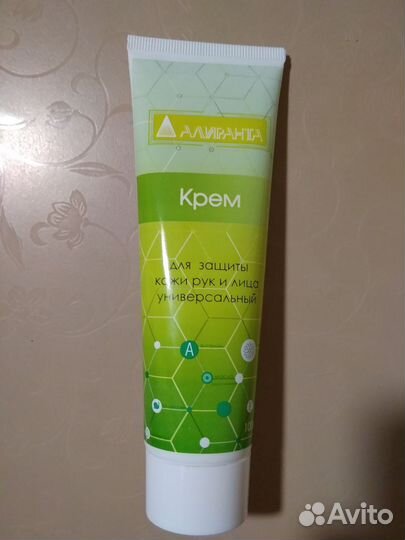 АЛИРАНТА
Крем
для защиты
кожи рук и лица
универсальный
A
Avito